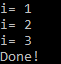 i= 1
i= 2
i= 3
Done!